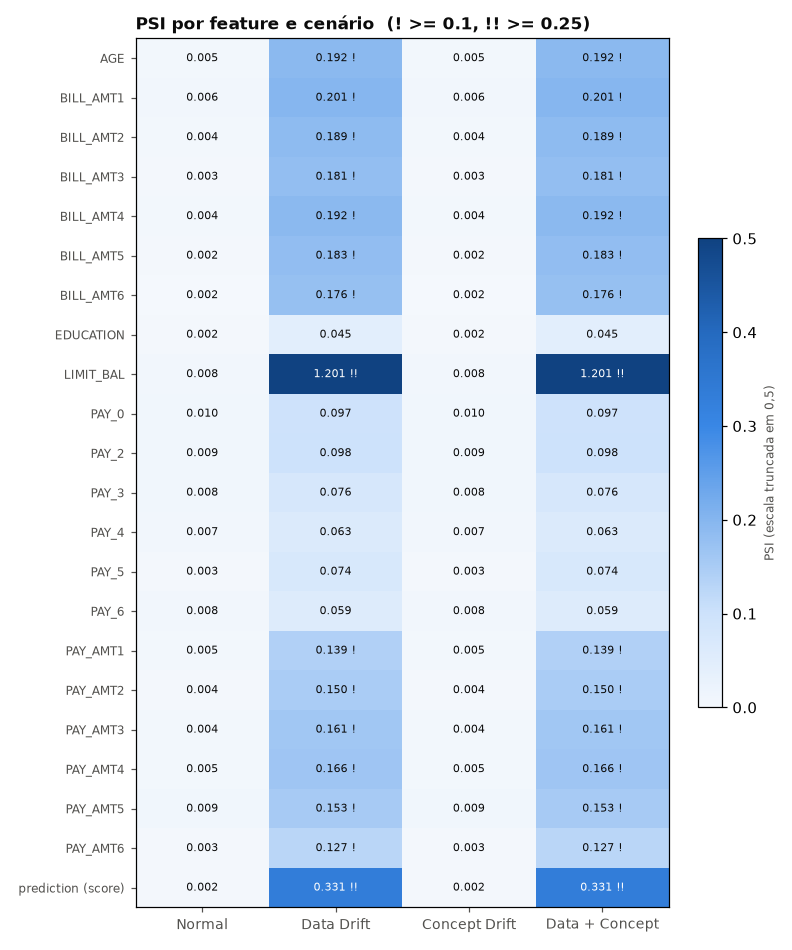 PSI por feature e cenário  (! >= 0.1, !! >= 0.25)
AGE 0.005 0.192 ! 0.005 0.192 !
BILL_AMT1 0.006 0.201 ! 0.006 0.201 !
BILL_AMT2 0.004 0.189 ! 0.004 0.189 !
BILL_AMT3 0.003 0.181 ! 0.003 0.181 !
BILL_AMT4 0.004 0.192 ! 0.004 0.192 !
BILL_AMT5 0.002 0.183 ! 0.002 0.183 !
BILL_AMT6 0.002 0.176 ! 0.002 0.176 !
EDUCATION 0.002 0.045 0.002 0.045
LIMIT_BAL 0.008 1.201 !! 0.008 1.201 !!
PAY_0 0.010 0.097 0.010 0.097
PAY_2 0.009 0.098 0.009 0.098
PAY_3 0.008 0.076 0.008 0.076
PAY_4 0.007 0.063 0.007 0.063
PAY_5 0.003 0.074 0.003 0.074
PAY_6 0.008 0.059 0.008 0.059
PAY_AMT1 0.005 0.139 ! 0.005 0.139 !
PAY_AMT2 0.004 0.150 ! 0.004 0.150 !
PAY_AMT3 0.004 0.161 ! 0.004 0.161 !
PAY_AMT4 0.005 0.166 ! 0.005 0.166 !
PAY_AMT5 0.009 0.153 ! 0.009 0.153 !
PAY_AMT6 0.003 0.127 ! 0.003 0.127 !
prediction (score) 0.002 0.331 !! 0.002 0.331 !!
Normal Data Drift Concept Drift Data + Concept
0.5
0.4
0.3
0.2
0.1
0.0
PSI (escala truncada em 0,5)